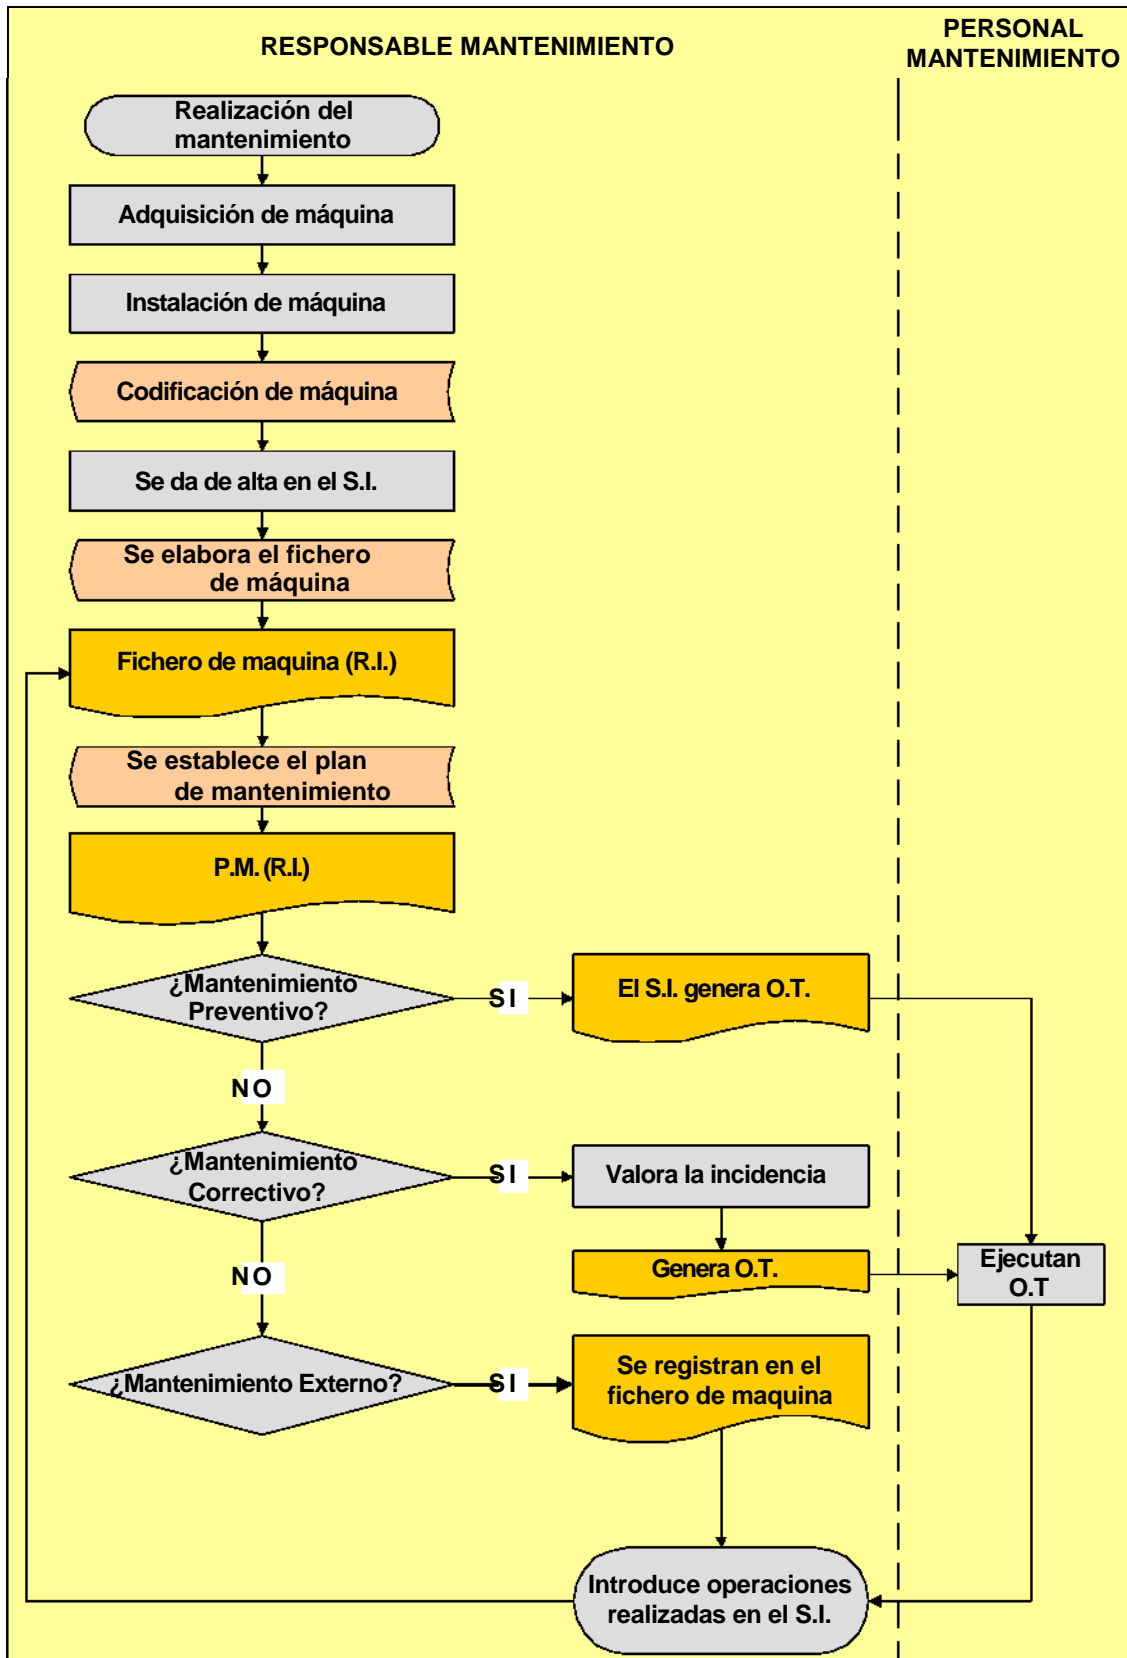 RESPONSABLE MANTENIMIENTO
PERSONAL
MANTENIMIENTO
Realización del
mantenimiento
Adquisición de máquina
Instalación de máquina
Codificación de máquina
Se da de alta en el S.I.
Se elabora el fichero
de máquina
Fichero de maquina (R.I.)
Se establece el plan
de mantenimiento
P.M. (R.I.)
¿Mantenimiento
Preventivo?
SI
El S.I. genera O.T.
NO
¿Mantenimiento
Correctivo?
SI
Valora la incidencia
Genera O.T.
Ejecutan
O.T
NO
¿Mantenimiento Externo?
SI
Se registran en el
fichero de maquina
Introduce operaciones
realizadas en el S.I.